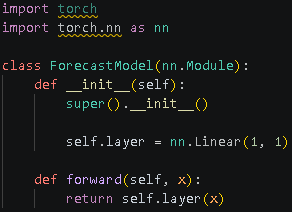 import torch
import torch.nn as nn

class ForecastModel(nn.Module):
    def __init__(self):
        super().__init__()

        self.layer = nn.Linear(1, 1)

    def forward(self, x):
        return self.layer(x)